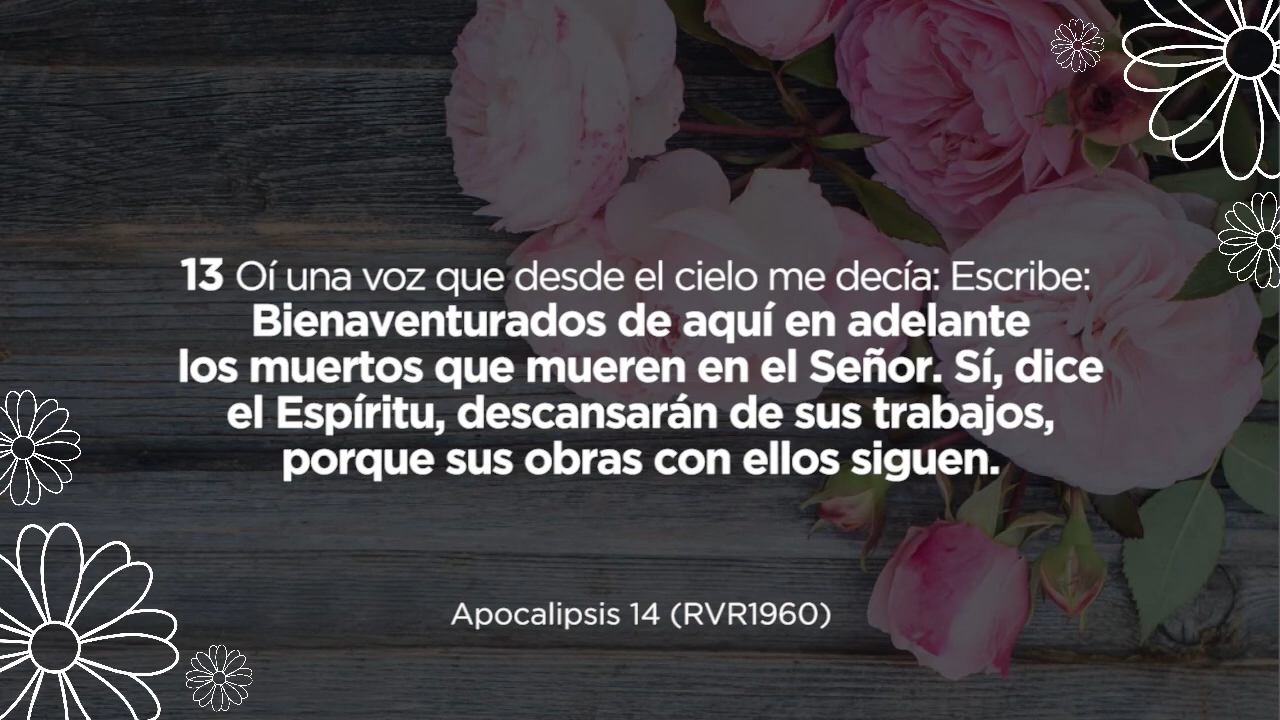 13 Oí una voz que desde el cielo me decía: Escribe:
Bienaventurados de aquí en adelante
los muertos que mueren en el Señor. Sí, dice
el Espíritu, descansarán de sus trabajos,
porque sus obras con ellos siguen.
Apocalipsis 14 (RVR1960)